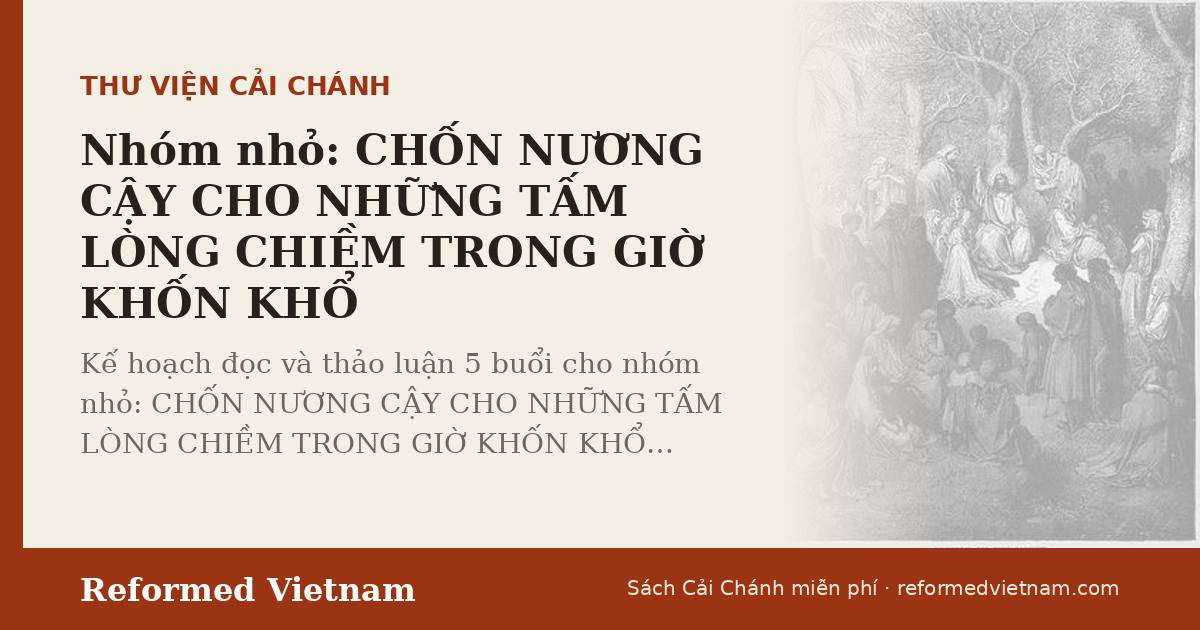 THƯ VIỆN CẢI CHÁNH
Nhóm nhỏ: CHỐN NƯƠNG
CẬY CHO NHỮNG TẤM
LÒNG CHIỀM TRONG GIỜ
KHỐN KHỔ
Kế hoạch đọc và thảo luận 5 buổi cho nhóm
nhỏ: CHỐN NƯƠNG CẬY CHO NHỮNG TẤM
LÒNG CHIỀM TRONG GIỜ KHỐN KHỔ...
Reformed Vietnam
Sách Cải Chánh miễn phí · reformedvietnam.com